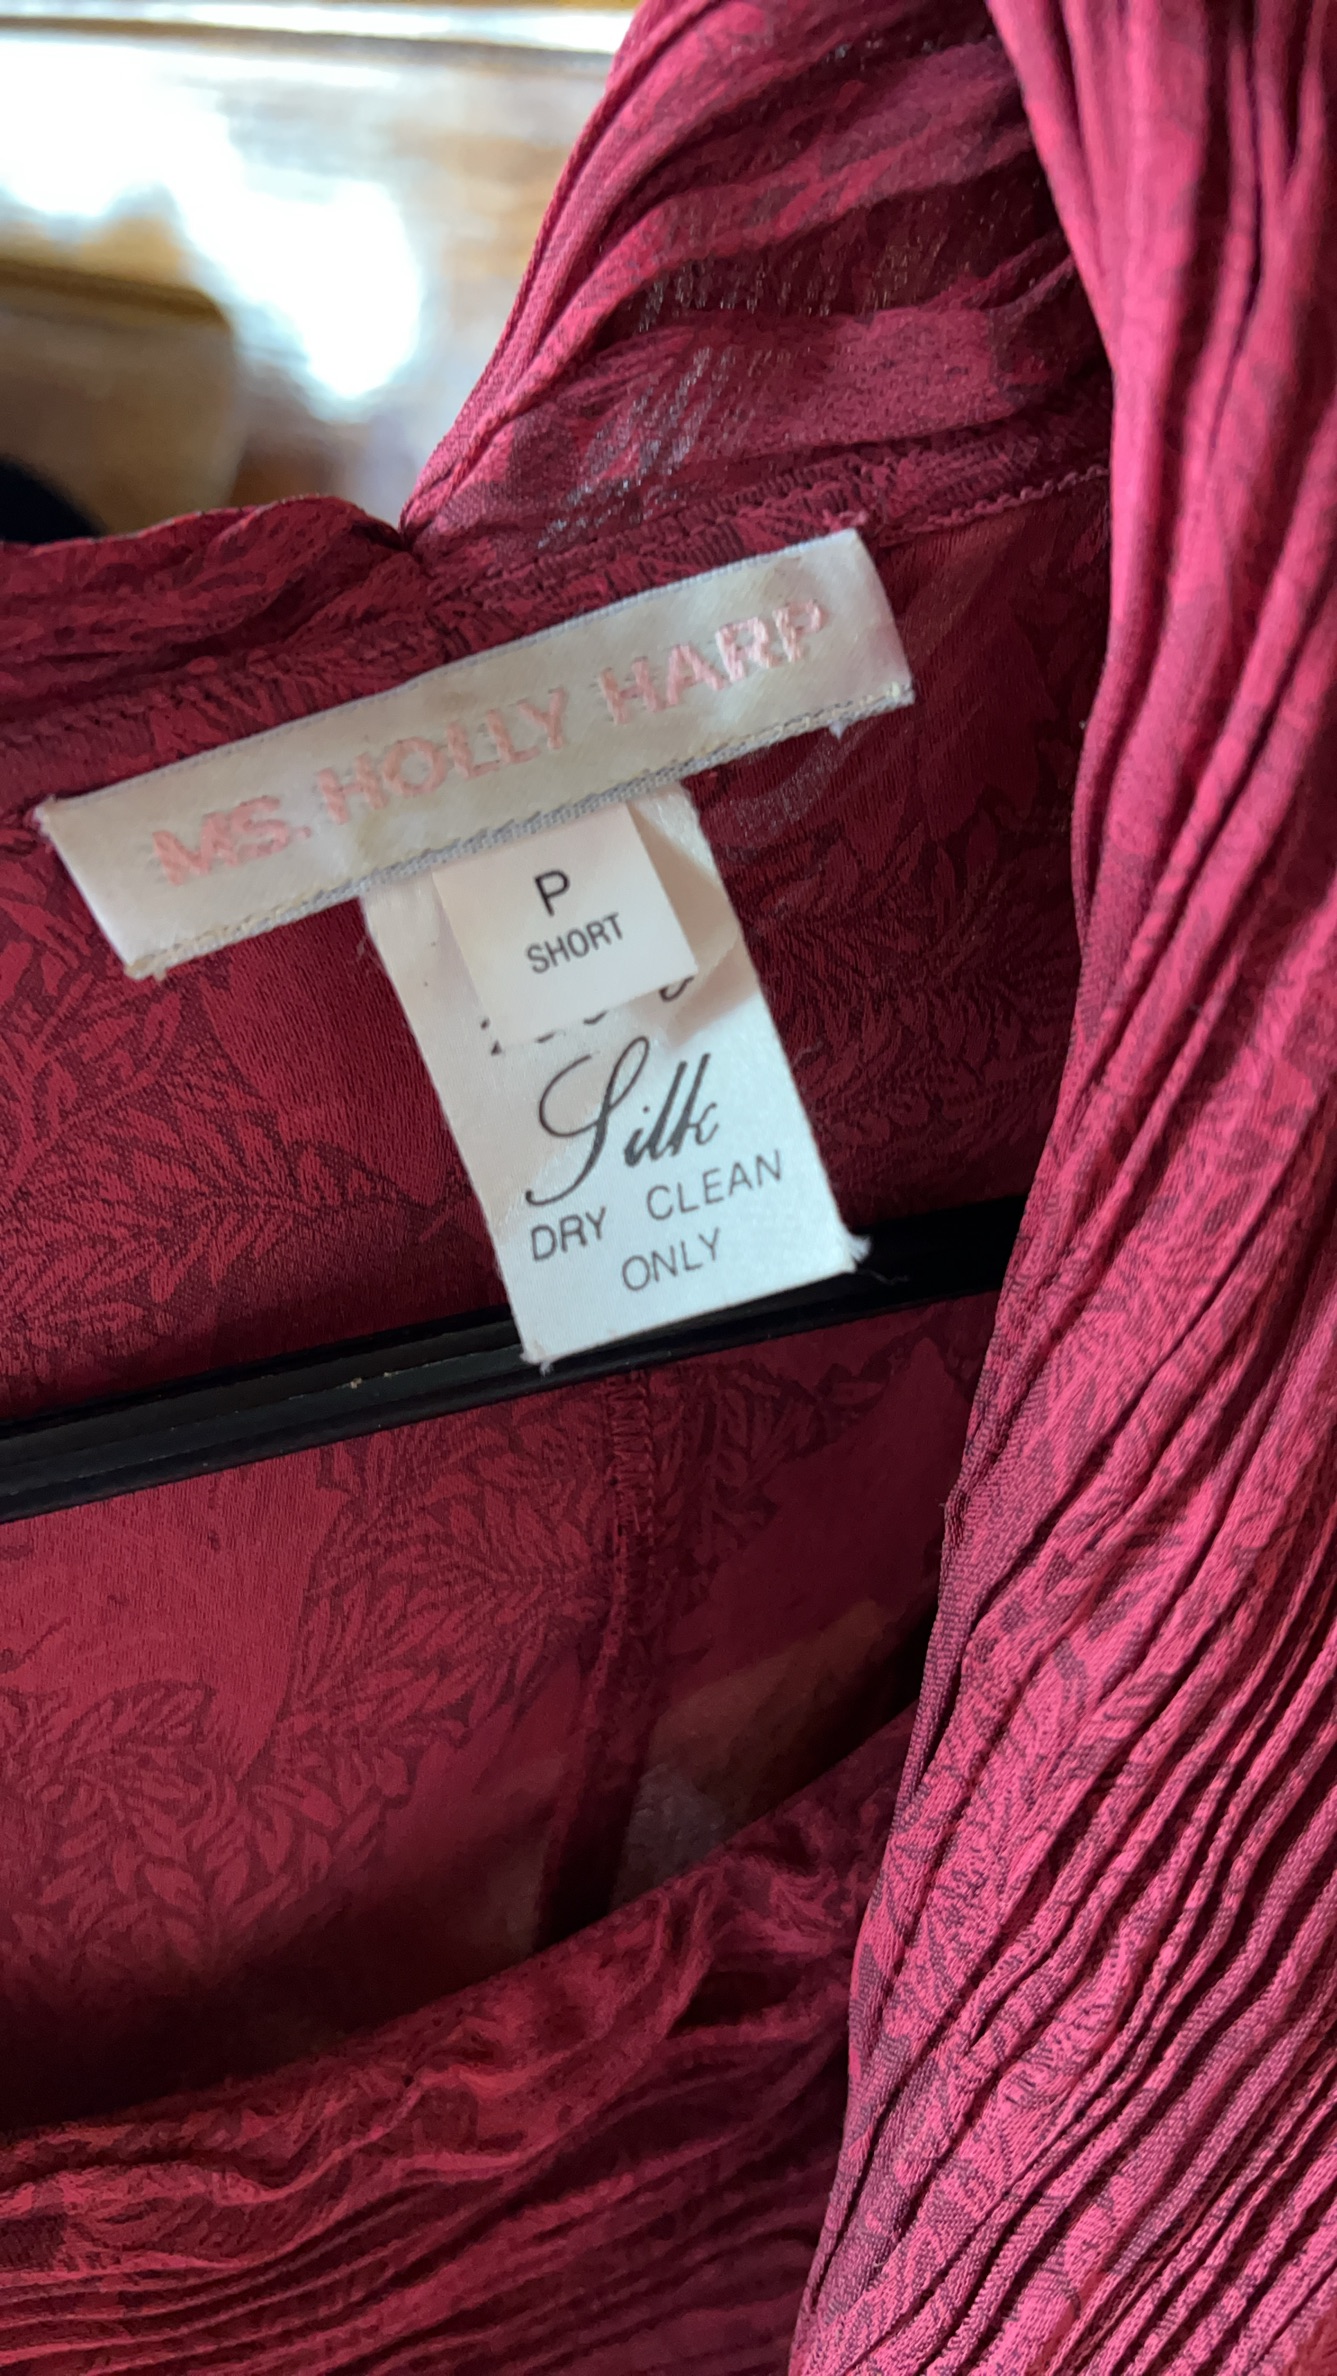 MS. HOLLY HARP
P
SHORT
Silk
DRY CLEAN
ONLY